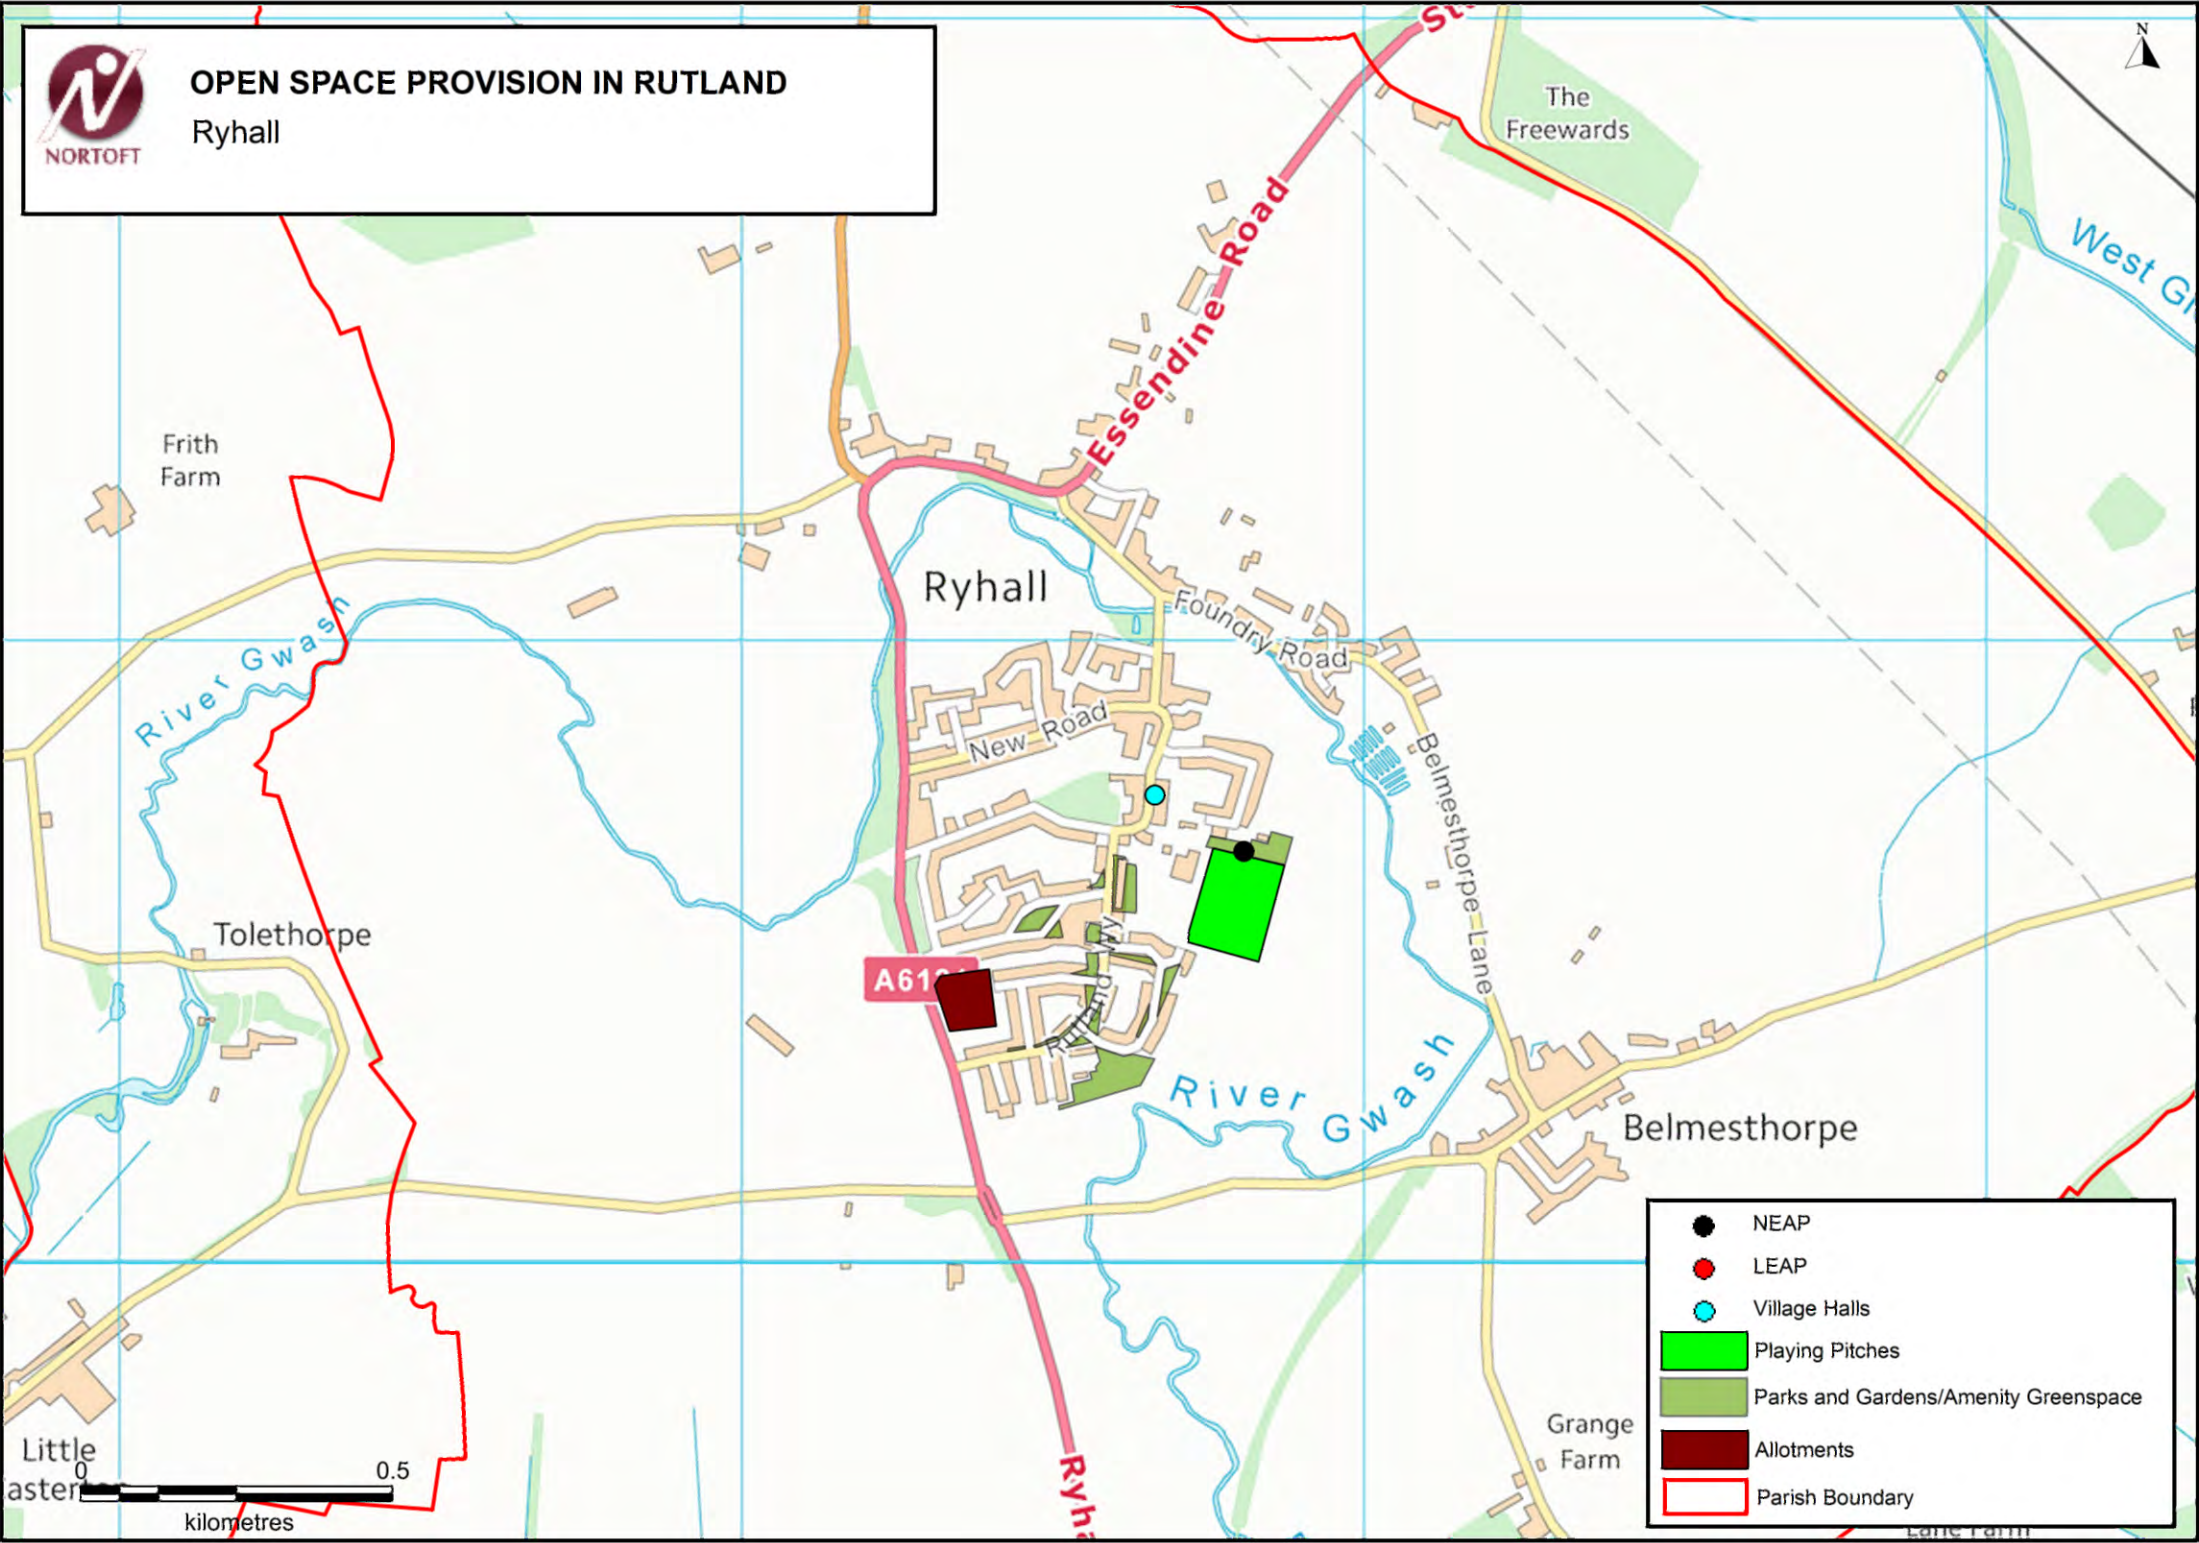 OPEN SPACE PROVISION IN RUTLAND
Ryhall
NORTOFT
N
The
Freewards
West
Essendine Road
Frith
Farm
Ryhall
Foundry Road
River Gwash
New Road
Belmesthorpe Lane
Tolethorpe
A61
River Gwash
Belmesthorpe
Grange
Farm
Little
0
0.5
kilometres
NEAP
LEAP
Village Halls
Playing Pitches
Parks and Gardens/Amenity Greenspace
Allotments
Parish Boundary